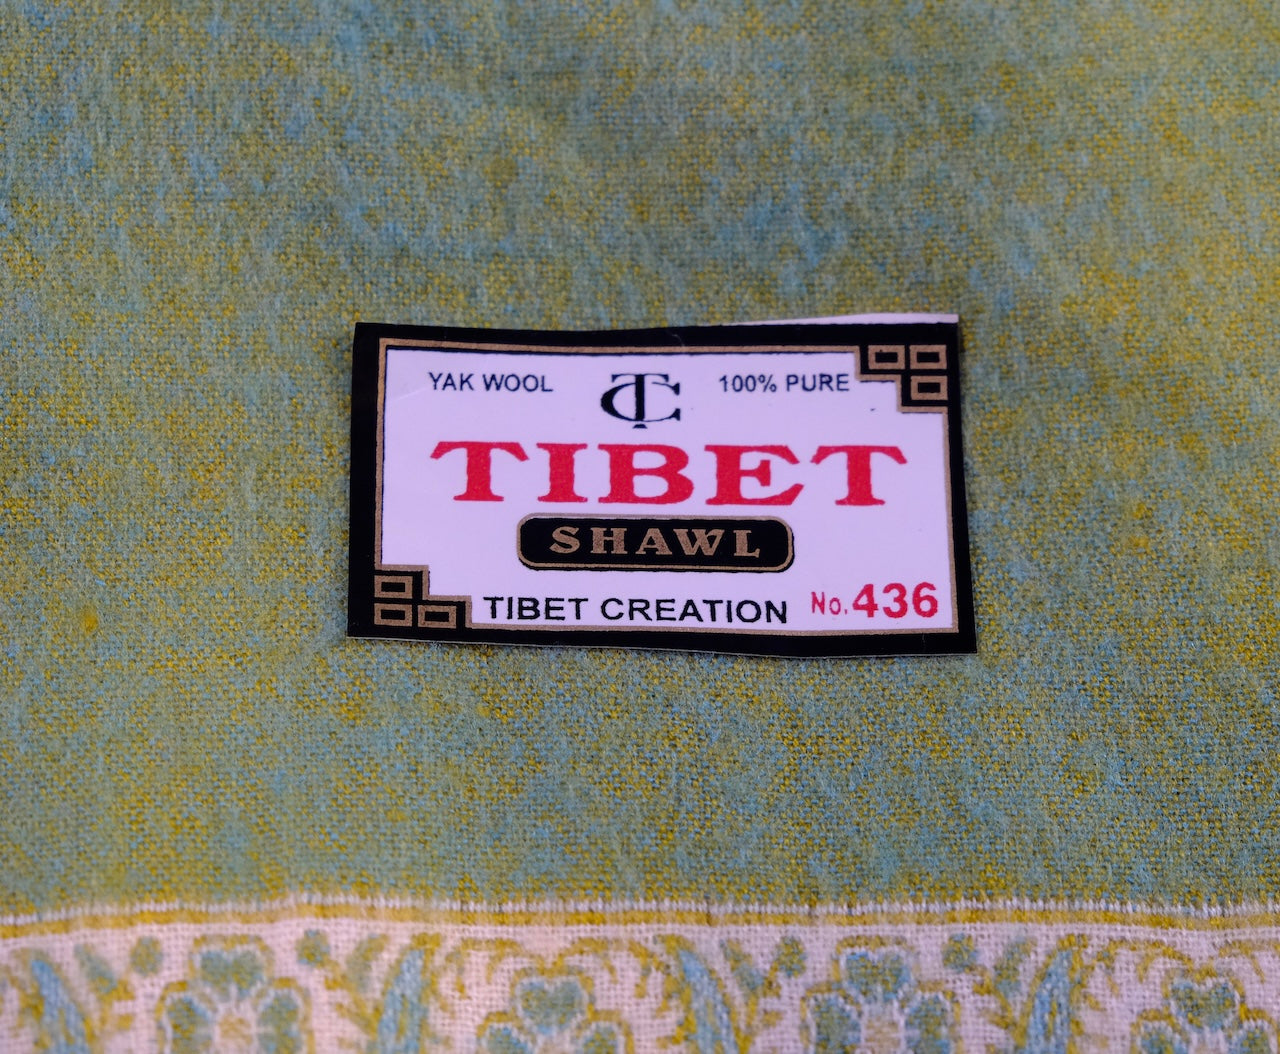 YAK WOOL TC 100% PURE
TIBET
SHAWL
TIBET CREATION No. 436